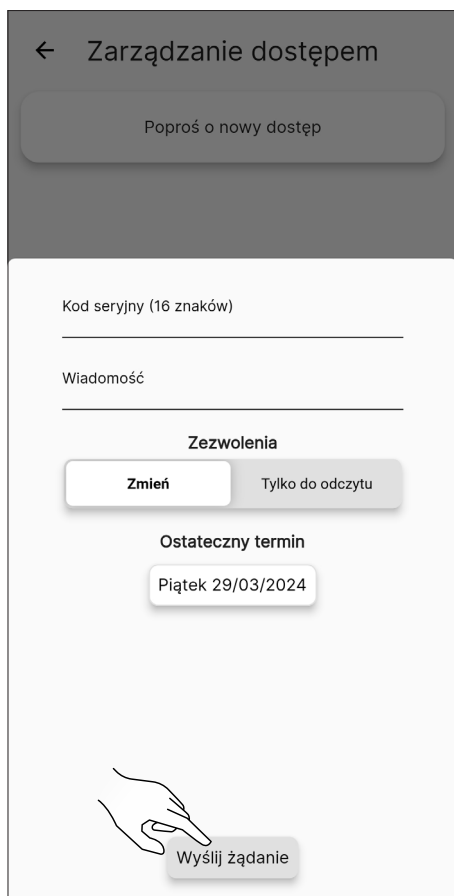 Zarządzanie dostępem
Poproś o nowy dostęp
Kod seryjny (16 znaków)
Wiadomość
Zezwolenia
Zmień Tylko do odczytu
Ostateczny termin
Piątek 29/03/2024
Wyślij żądanie